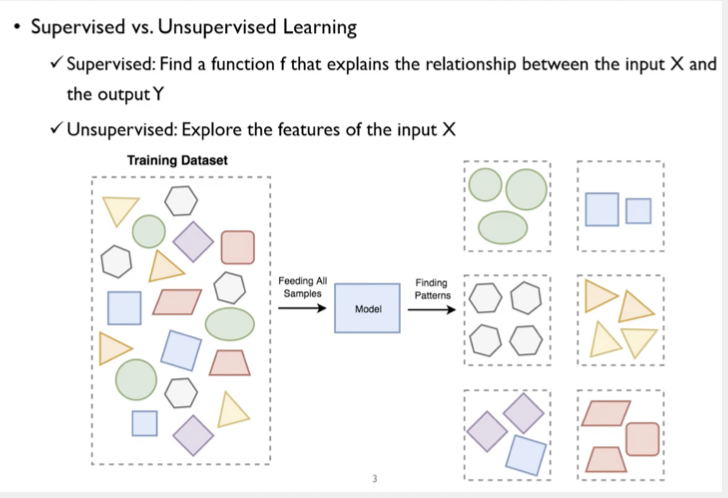 • Supervised vs. Unsupervised Learning
✓ Supervised: Find a function f that explains the relationship between the input X and
the output Y
✓ Unsupervised: Explore the features of the input X
Training Dataset
Feeding All
Samples
Model
Finding
Patterns
3